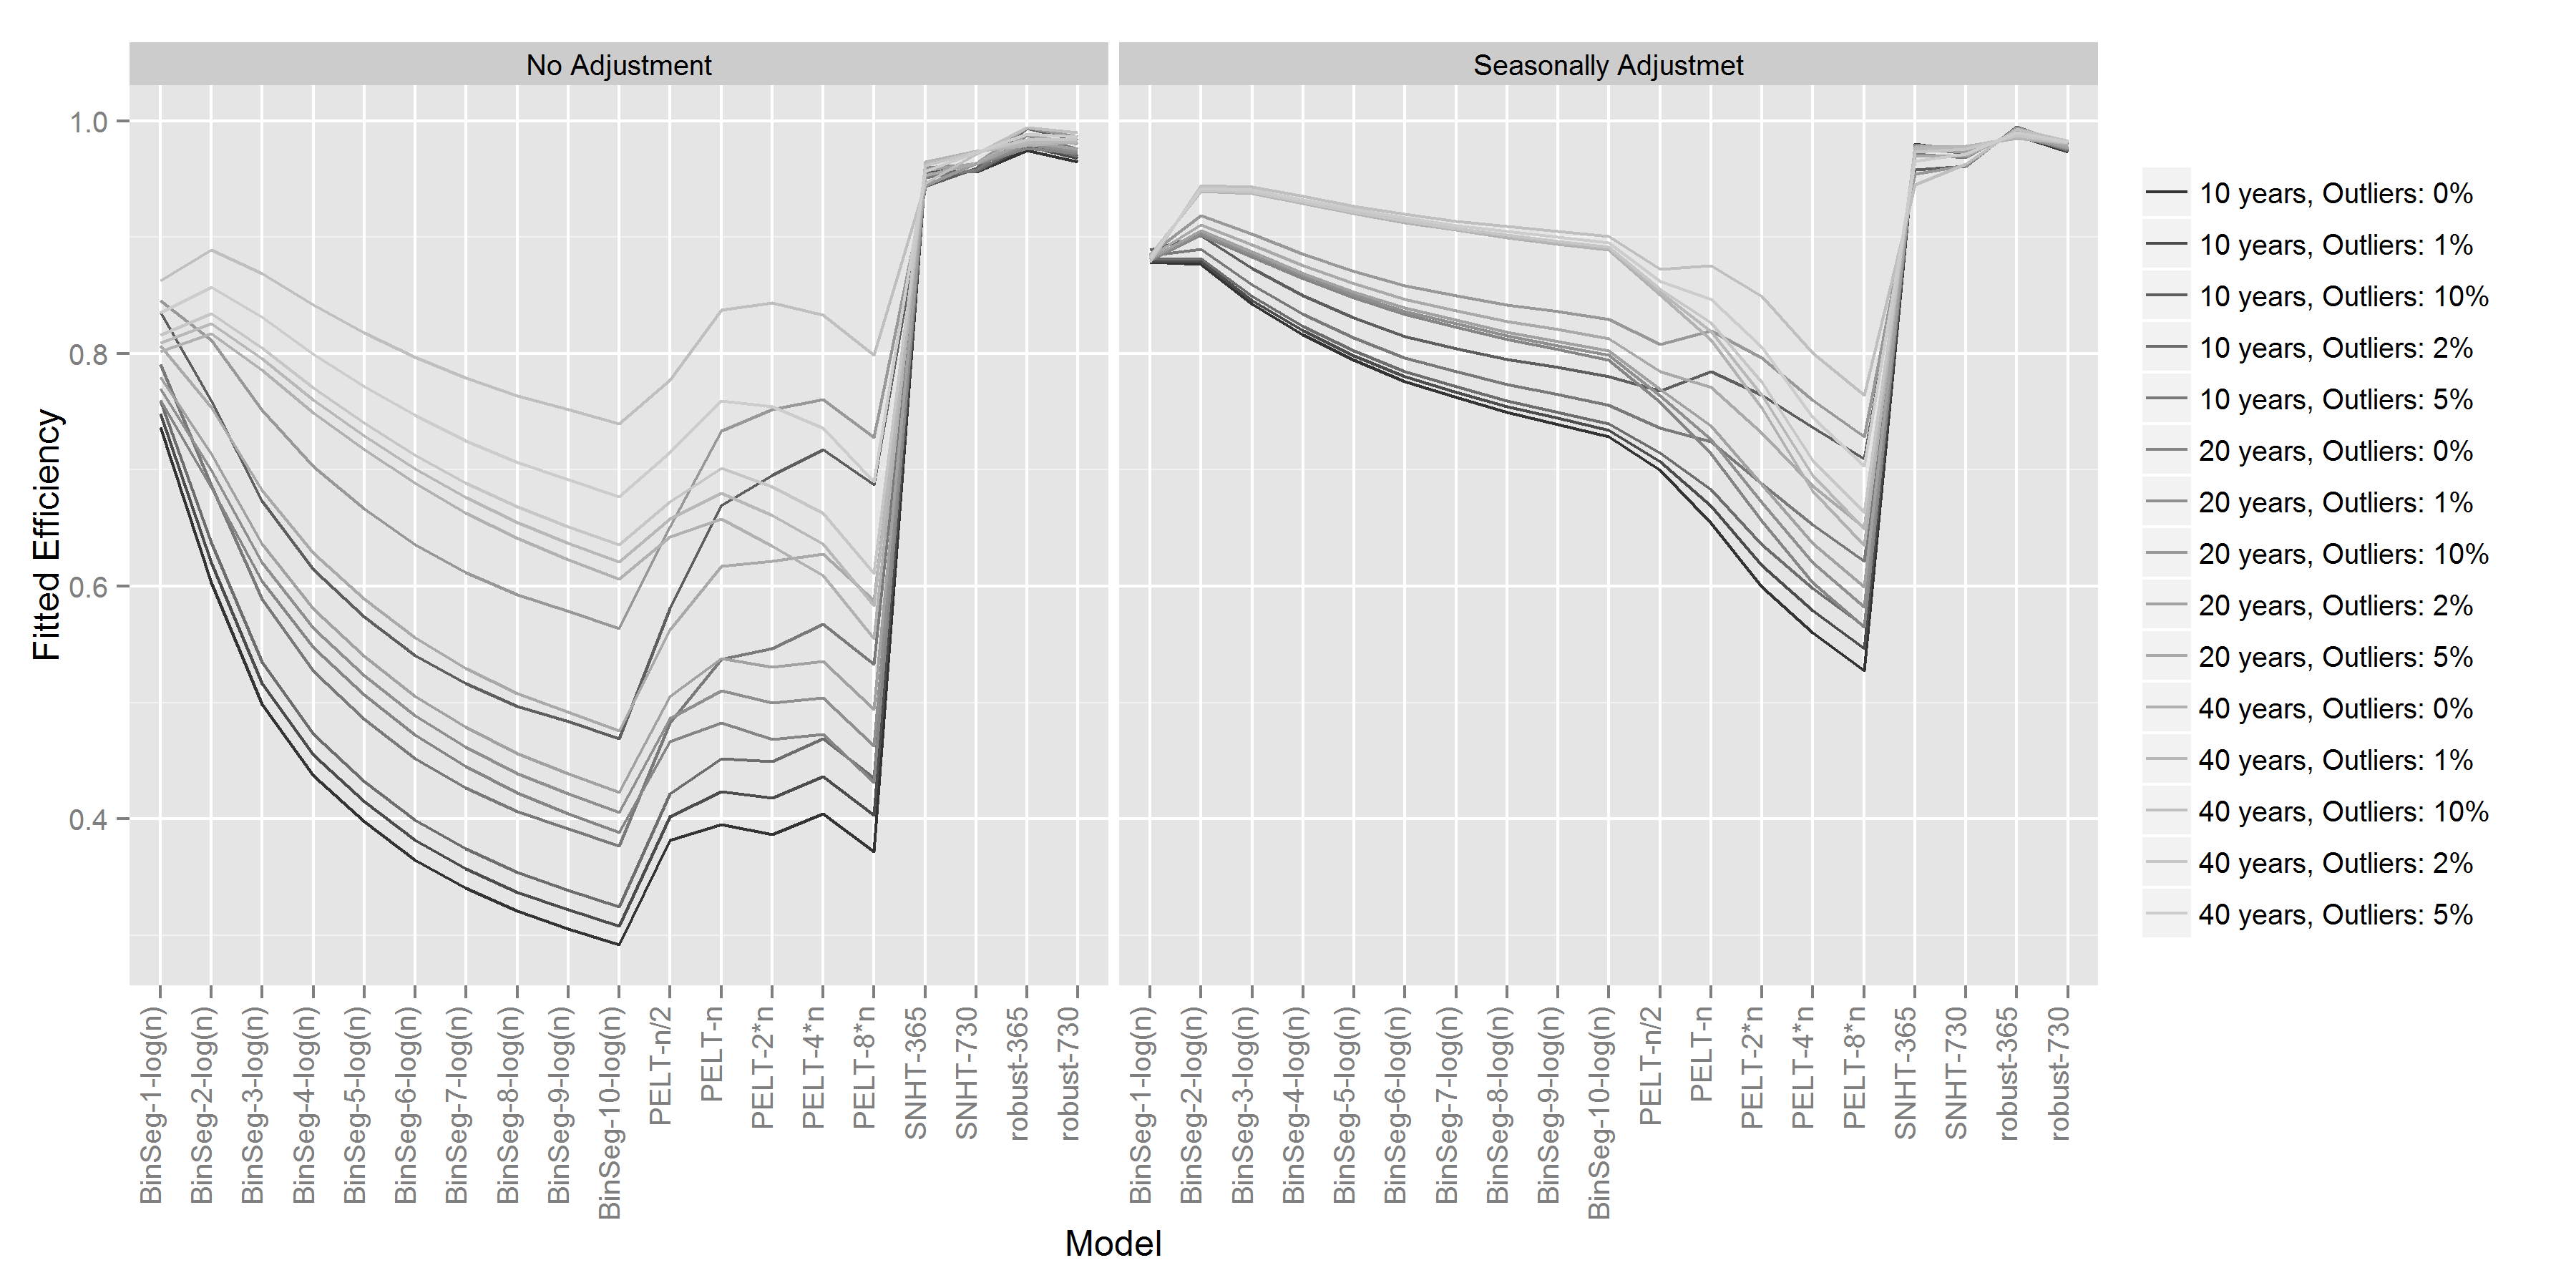 No Adjustment
Seasonally Adjustmet
Fitted Efficiency
1.0
0.8
0.6
0.4
BinSeg-1-log(n)
BinSeg-2-log(n)
BinSeg-3-log(n)
BinSeg-4-log(n)
BinSeg-5-log(n)
BinSeg-6-log(n)
BinSeg-7-log(n)
BinSeg-8-log(n)
BinSeg-9-log(n)
BinSeg-10-log(n)
PELT-n/2
PELT-n
PELT-2*n
PELT-4*n
PELT-8*n
SNHT-365
SNHT-730
robust-365
robust-730
BinSeg-1-log(n)
BinSeg-2-log(n)
BinSeg-3-log(n)
BinSeg-4-log(n)
BinSeg-5-log(n)
BinSeg-6-log(n)
BinSeg-7-log(n)
BinSeg-8-log(n)
BinSeg-9-log(n)
BinSeg-10-log(n)
PELT-n/2
PELT-n
PELT-2*n
PELT-4*n
PELT-8*n
SNHT-365
SNHT-730
robust-365
robust-730
Model
10 years, Outliers: 0%
10 years, Outliers: 1%
10 years, Outliers: 10%
10 years, Outliers: 2%
10 years, Outliers: 5%
20 years, Outliers: 0%
20 years, Outliers: 1%
20 years, Outliers: 10%
20 years, Outliers: 2%
20 years, Outliers: 5%
40 years, Outliers: 0%
40 years, Outliers: 1%
40 years, Outliers: 10%
40 years, Outliers: 2%
40 years, Outliers: 5%